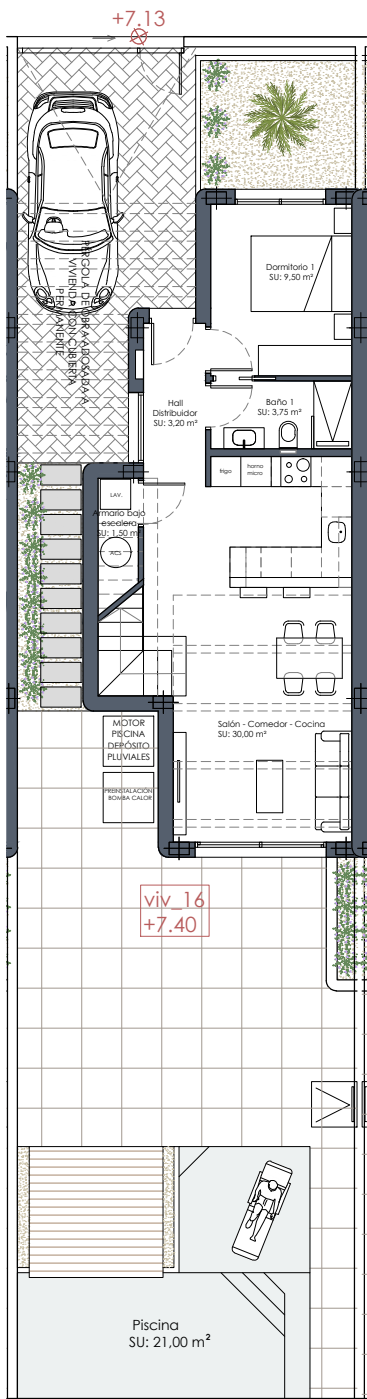 +7.13
PERGOLA DE OBRA ADOSADA A
VIVIENDA CON CUBIERTA
PERMANENTE
Dormitorio 1
SU: 9,50 m²
Hall
Distribuidor
SU: 3,20 m²
Baño 1
SU: 3,75 m²
frigo
horno
micro
LAV.
Armario bajo
escalera
SU: 1,50 m²
ACS
Salón - Comedor - Cocina
SU: 30,00 m²
MOTOR
PISCINA
DEPÓSITO
PLUVIALES
PREINSTALACIÓN
BOMBA CALOR
viv_16
+7.40
Piscina
SU: 21,00 m²